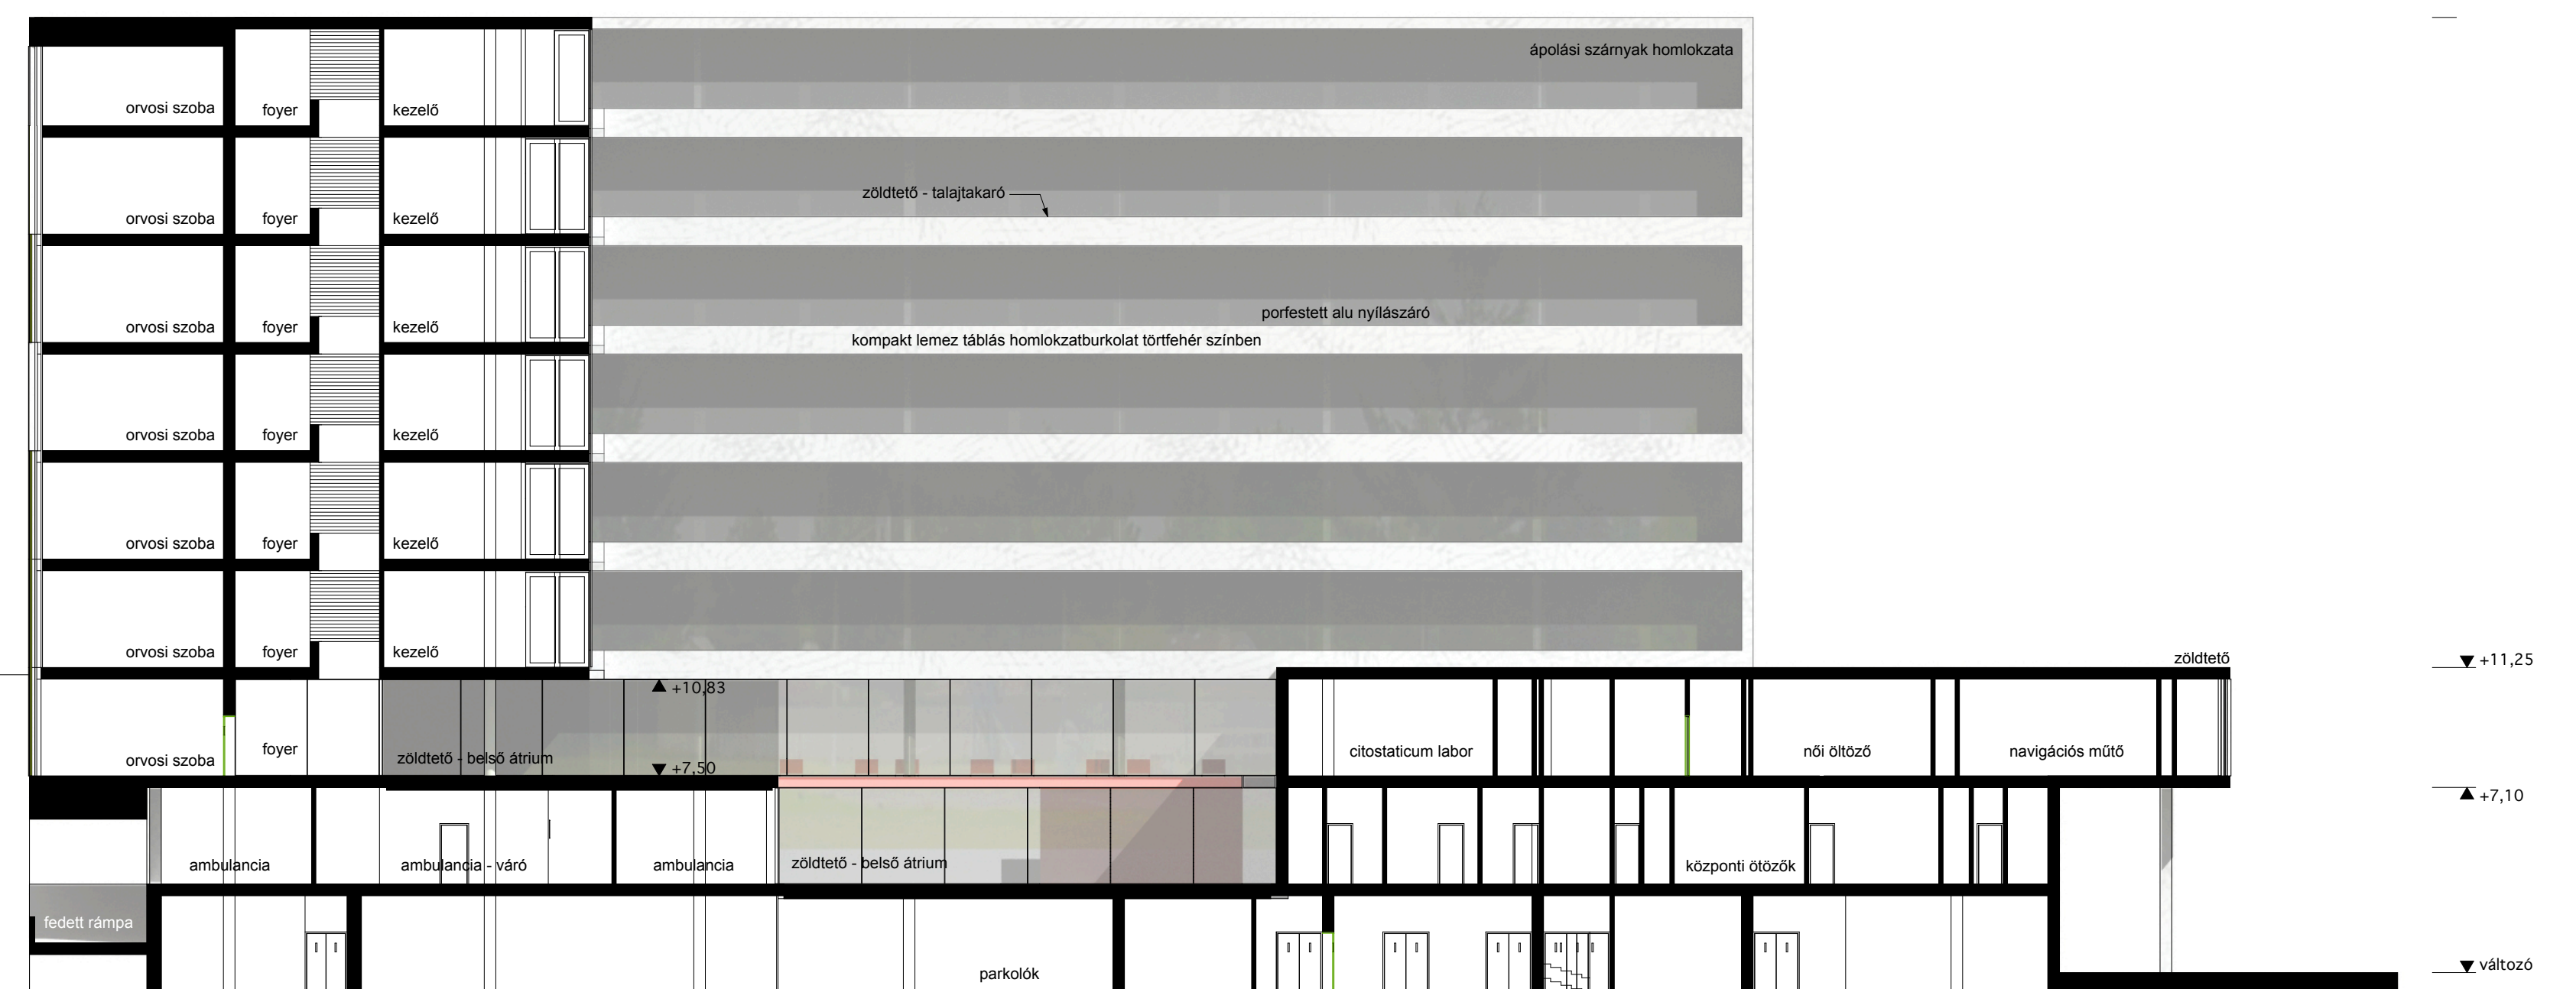 ápolási szárnyak homlokzata
orvosi szoba foyer kezelő
zöldtető - talajtakaró
orvosi szoba foyer kezelő
porfestett alu nyílászáró
orvosi szoba foyer kezelő
kompakt lemez táblás homlokzatburkolat törtfehér színben
orvosi szoba foyer kezelő
orvosi szoba foyer kezelő
orvosi szoba foyer kezelő
zöldtető
+11,25
+10,83
orvosi szoba foyer
zöldtető - belső átrium
+7,50
citostaticum labor
női öltöző
navigációs műtő
+7,10
ambulancia
ambulancia - váró
ambulancia
zöldtető - belső átrium
központi ötözők
fedett rámpa
parkolók
változó